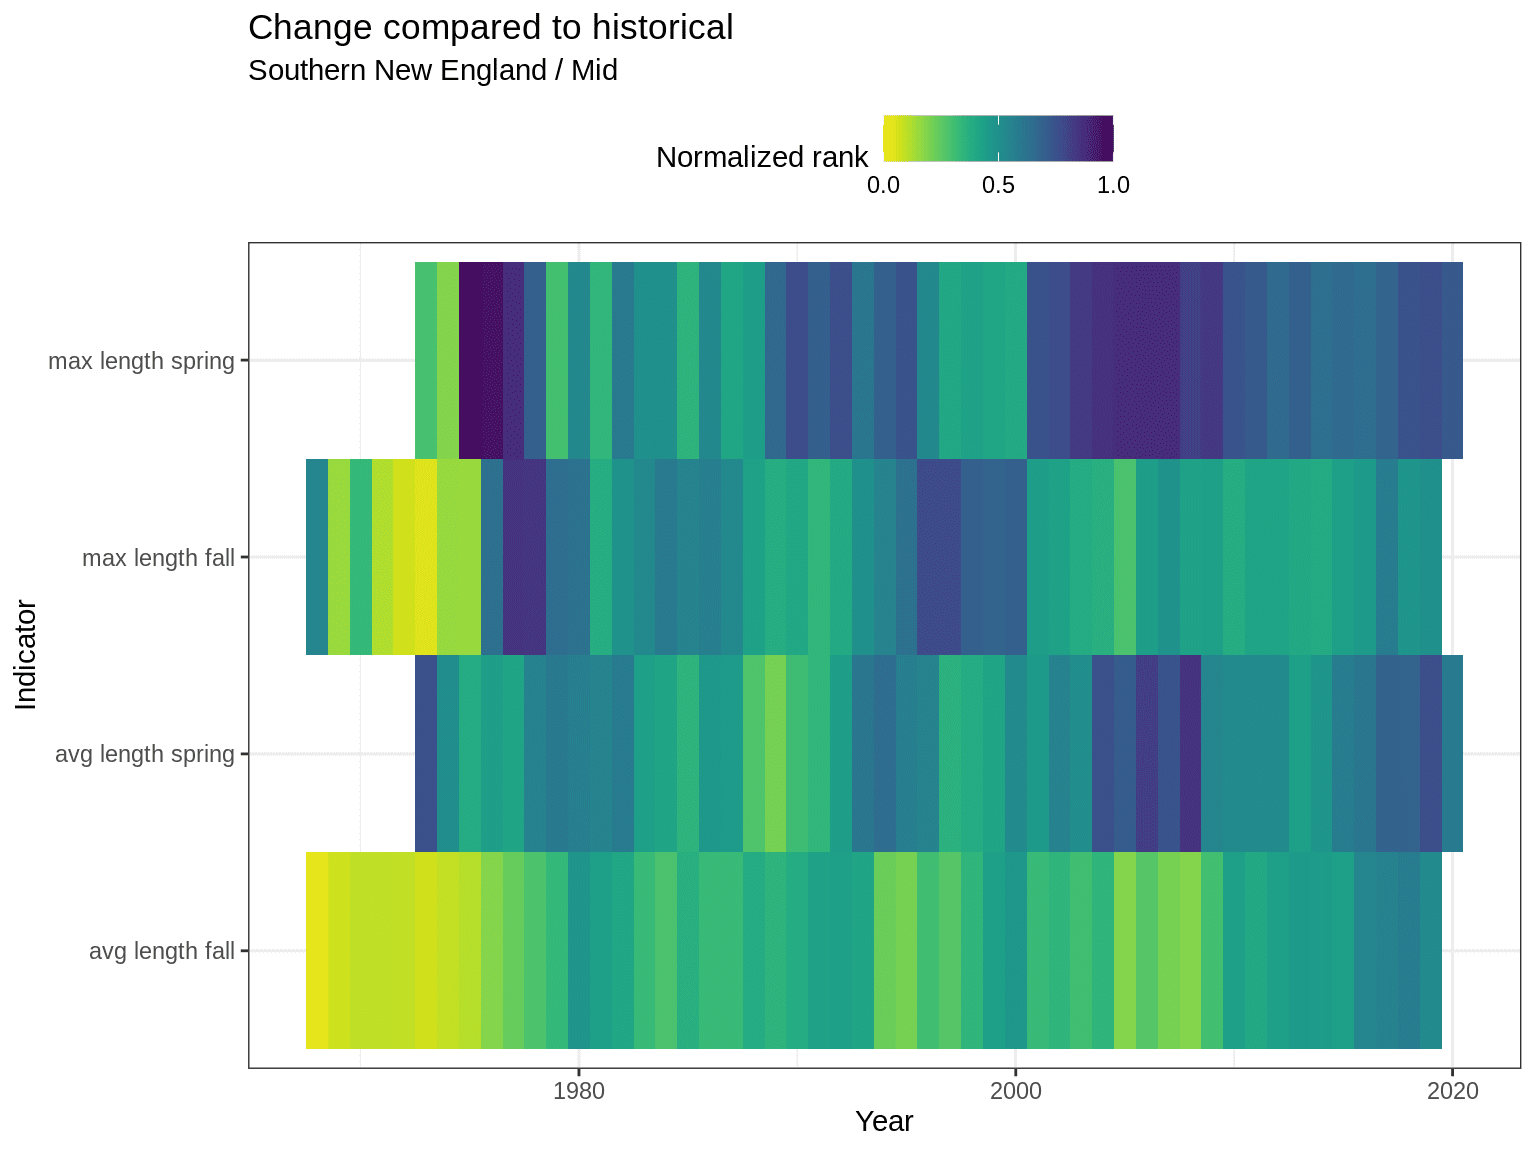 Change compared to historical
Southern New England / Mid
Normalized rank
0.0 0.5 1.0
max length spring
max length fall
avg length spring
avg length fall
Indicator
1980 2000 2020
Year